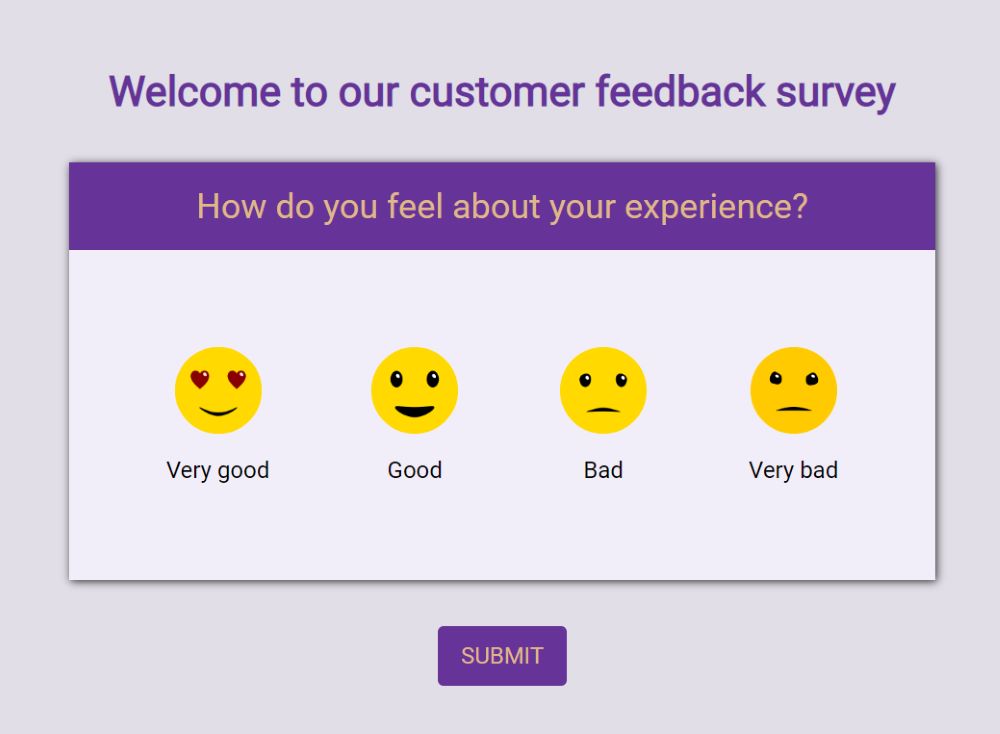 Welcome to our customer feedback survey
How do you feel about your experience?
Very good
Good
Bad
Very bad
SUBMIT